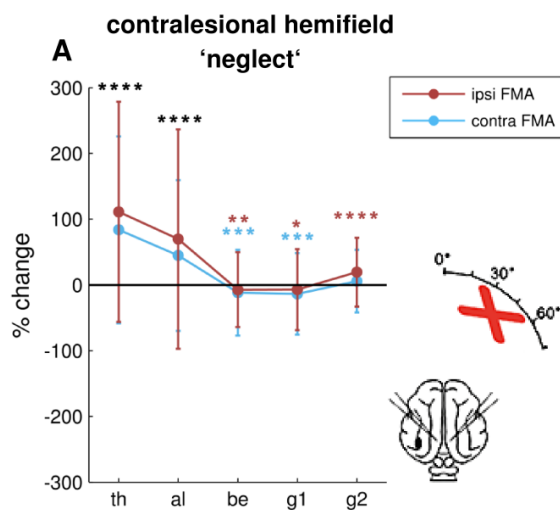 contralesional hemifield
'neglect'
A
ipsi FMA
contra FMA
% change
300
200
100
0
-100
-200
-300
****
****
**
***
*
***
****
th al be g1 g2
0°
30°
60°